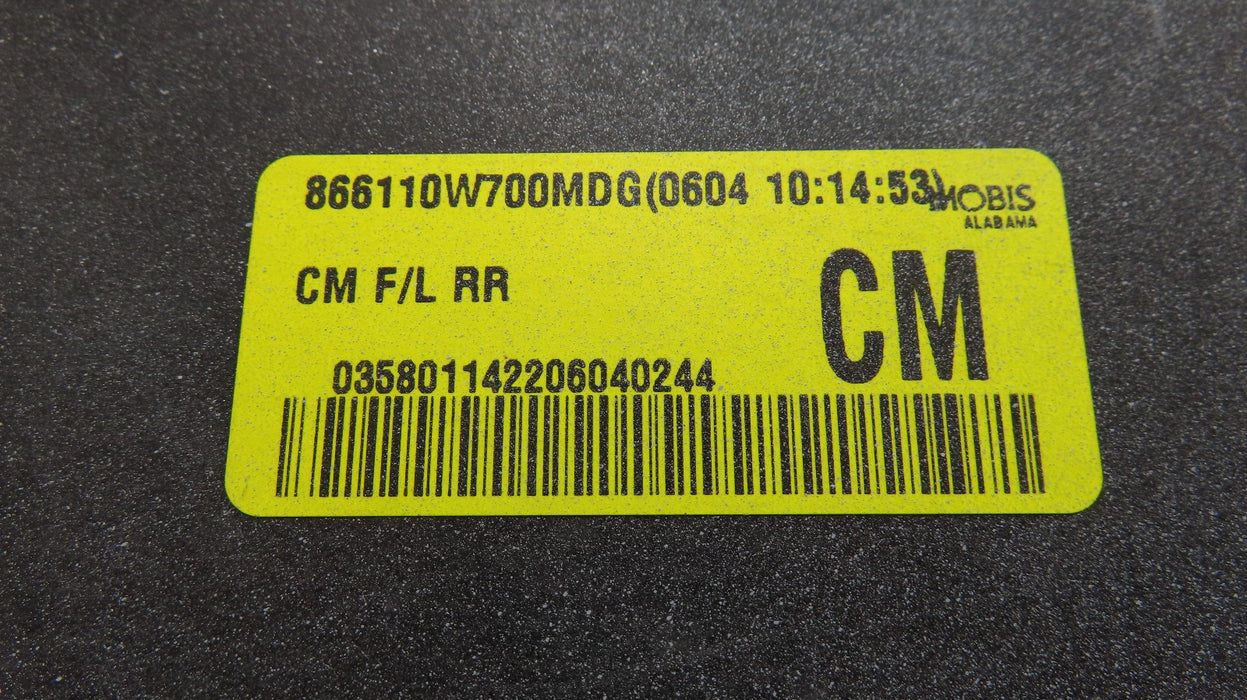 866110W700MDG(0604 10:14:53)
MOBIS
ALABAMA
CM F/L RR
CM
035801142206040244